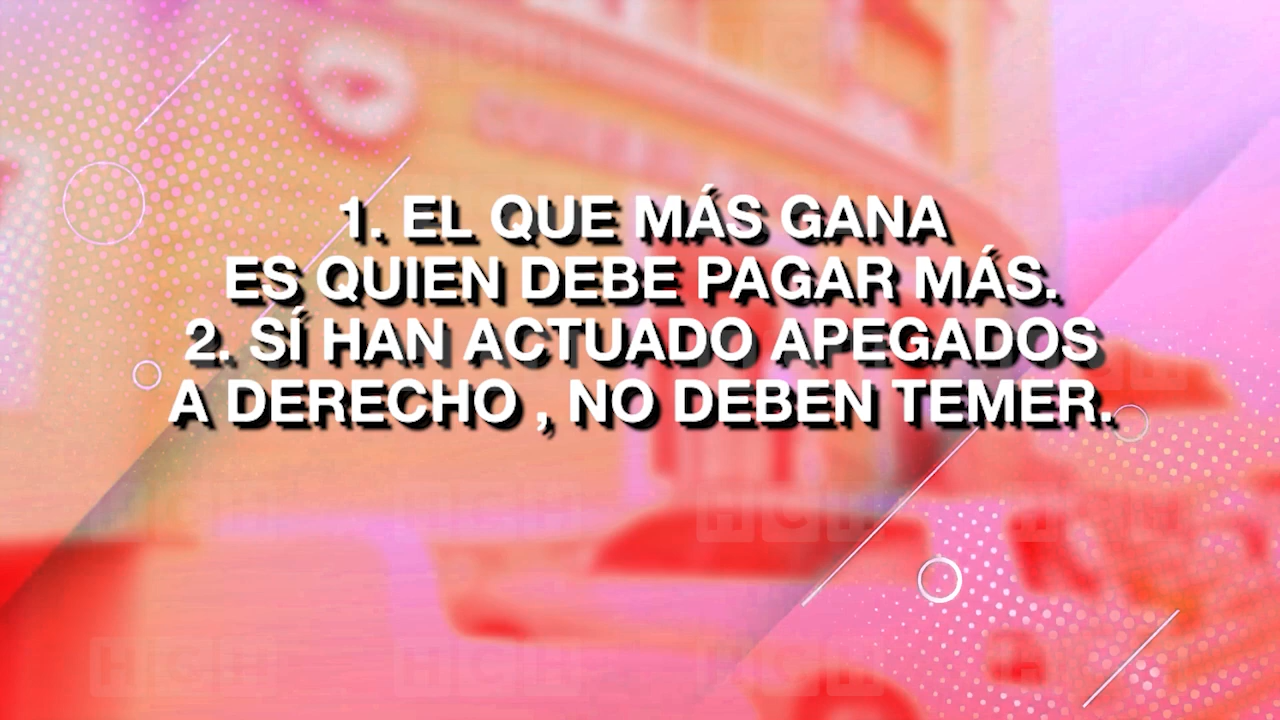 1. EL QUE MÁS GANA
ES QUIEN DEBE PAGAR MÁS.
2. SÍ HAN ACTUADO APEGADOS
A DERECHO , NO DEBEN TEMER.